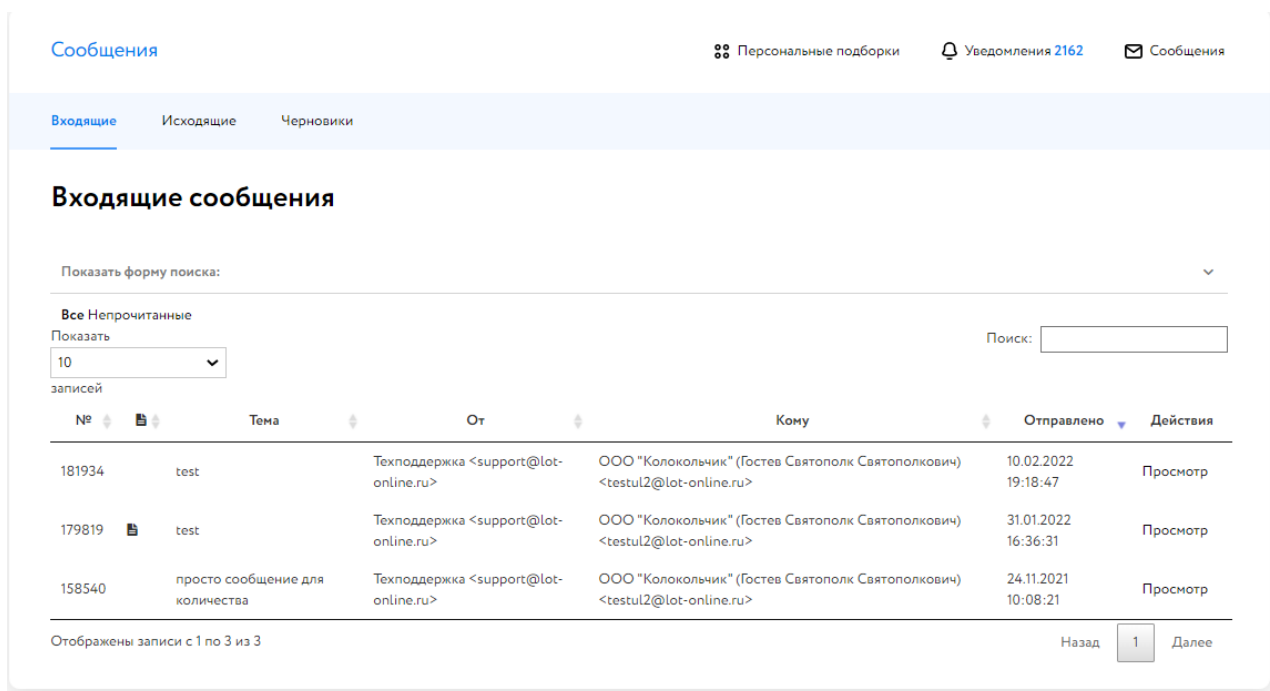 Сообщения
Персональные подборки
Уведомления 2162
Сообщения
Входящие
Исходящие
Черновики
Входящие сообщения
Показать форму поиска:
Все Непрочитанные
Показать
Поиск:
10
записей
№ Тема От Кому Отправлено Действия
181934 test Техподдержка <support@lot- ООО "Колокольчик" (Гостев Святополк Святополкович) 10.02.2022 Просмотр
online.ru> <testul2@lot-online.ru> 19:18:47
179819 test Техподдержка <support@lot- ООО "Колокольчик" (Гостев Святополк Святополкович) 31.01.2022 Просмотр
online.ru> <testul2@lot-online.ru> 16:36:31
158540 просто сообщение для Техподдержка <support@lot- ООО "Колокольчик" (Гостев Святополк Святополкович) 24.11.2021 Просмотр
количества online.ru> <testul2@lot-online.ru> 10:08:21
Отображены записи с 1 по 3 из 3
Назад 1 Далее